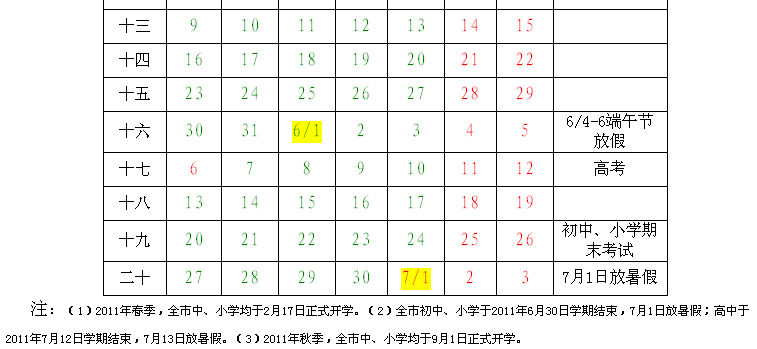 十三 9 10 11 12 13 14 15
十四 16 17 18 19 20 21 22
十五 23 24 25 26 27 28 29
十六 30 31 6/1 2 3 4 5 6/4-6端午节
放假
十七 6 7 8 9 10 11 12 高考
十八 13 14 15 16 17 18 19
十九 20 21 22 23 24 25 26 初中、小学期
末考试
二十 27 28 29 30 7/1 2 3 7月1日放暑假
注:(1)2011年春季,全市中、小学均于2月17日正式开学。(2)全市初中、小学于2011年6月30日学期结束,7月1日放暑假;高中于
2011年7月12日学期结束,7月13日放暑假。(3)2011年秋季,全市中、小学均于9月1日正式开学。